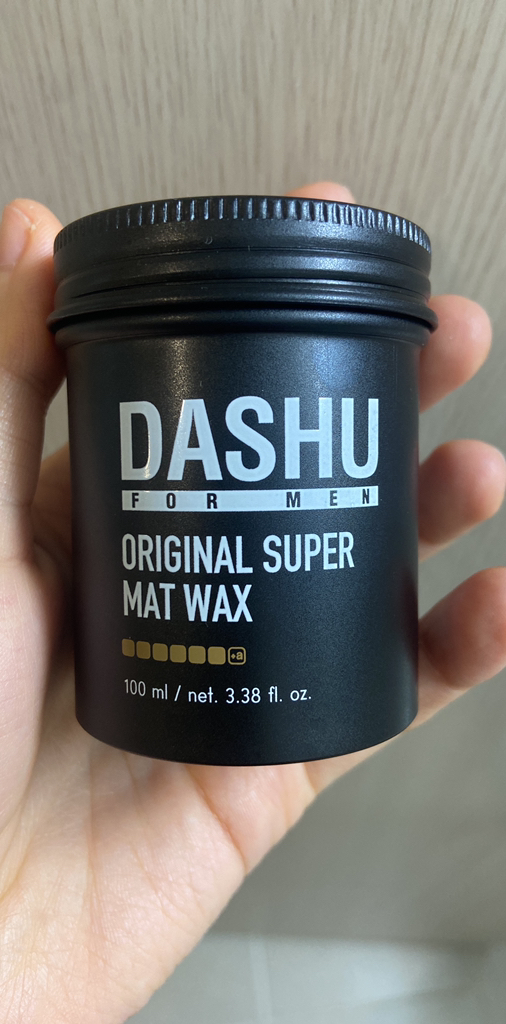 DASHU
FOR MEN
ORIGINAL SUPER
MAT WAX
+a
100 ml / net. 3.38 fl. oz.